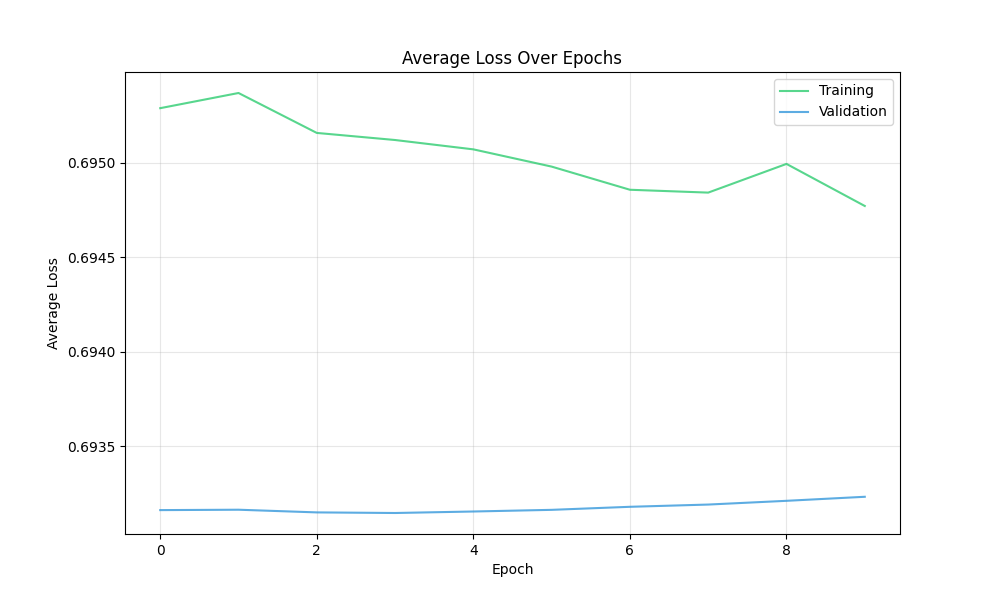 Average Loss Over Epochs
Training
Validation
0.6950
0.6945
0.6940
0.6935
Average Loss
0 2 4 6 8
Epoch